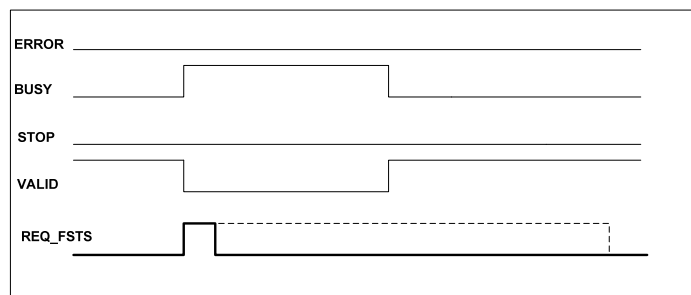 ERROR
BUSY
STOP
VALID
REQ_FSTS